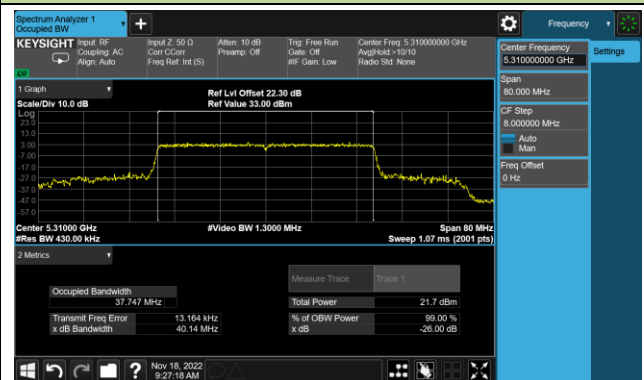 Spectrum Analyzer 1
Occupied BW
Frequency
KEYSIGHT
Input: RF
Coupling: AC
Align: Auto
Input Z: 50 Ω
Corr CCorr
Freq Ref: Int (S)
Atten: 10 dB
Preamp: Off
Trig: Free Run
Gate: Off
#IF Gain: Low
Center Freq: 5.310000000 GHz
Avg|Hold:>10/10
Radio Std: None
1 Graph
Ref Lvl Offset 22.30 dB
Scale/Div 10.0 dB
Ref Value 33.00 dBm
Log
23.0
13.0
3.00
-7.00
-17.0
-27.0
-37.0
-47.0
-57.0
Center 5.31000 GHz
#Video BW 1.3000 MHz
Span 80 MHz
#Res BW 430.00 kHz
Sweep 1.07 ms (2001 pts)
2 Metrics
Measure Trace
Trace 1
Occupied Bandwidth
37.747 MHz
Total Power
21.7 dBm
Transmit Freq Error
13.164 kHz
% of OBW Power
99.00 %
x dB Bandwidth
40.14 MHz
x dB
-26.00 dB
Nov 18, 2022
9:27:18 AM
Center Frequency
5.310000000 GHz
Settings
Span
80.000 MHz
CF Step
8.000000 MHz
Auto
Man
Freq Offset
0 Hz